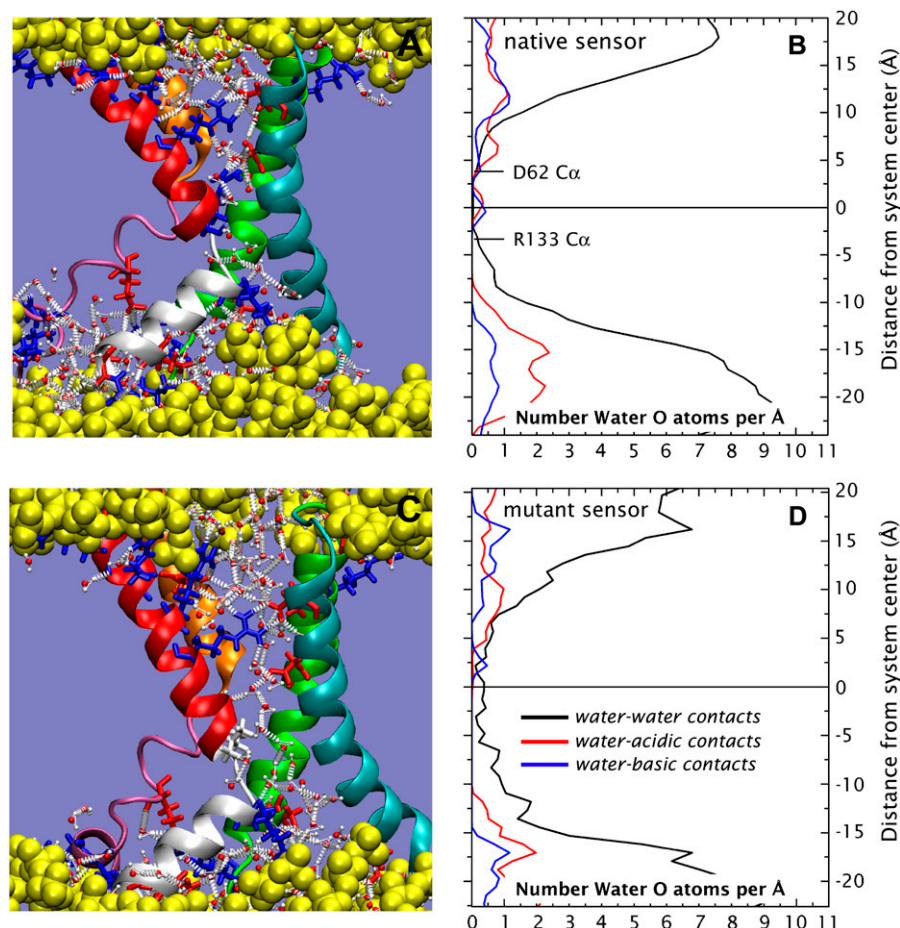 A
B
native sensor
D62 Cα
R133 Cα
Number Water O atoms per Å
20
15
10
5
0
-5
-10
-15
-20
0 1 2 3 4 5 6 7 8 9 10 11
Distance from system center (Å)
C
D
mutant sensor
water-water contacts
water-acidic contacts
water-basic contacts
Number Water O atoms per Å
20
15
10
5
0
-5
-10
-15
-20
0 1 2 3 4 5 6 7 8 9 10 11
Distance from system center (Å)